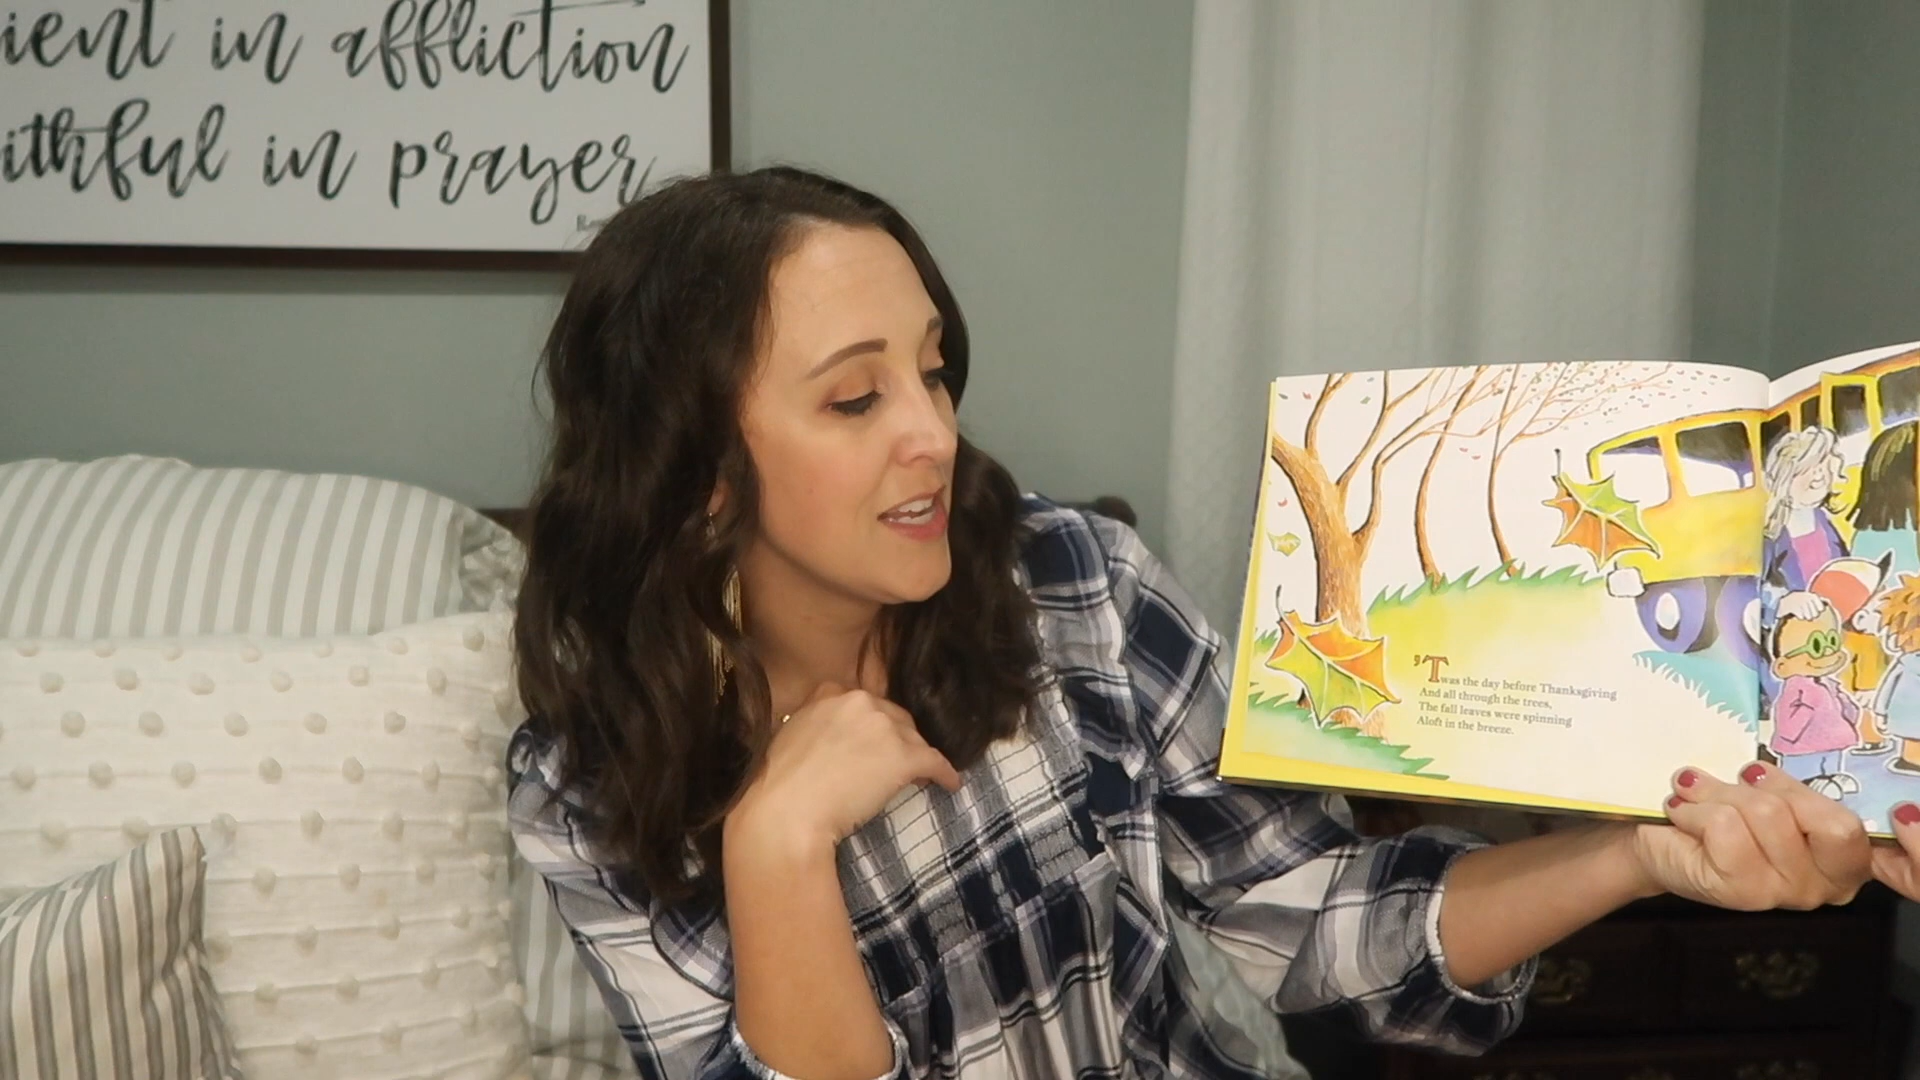 ient in affliction
ithful in prayer
'Twas the day before Thanksgiving
And all through the trees,
The fall leaves were spinning
Aloft in the breeze.